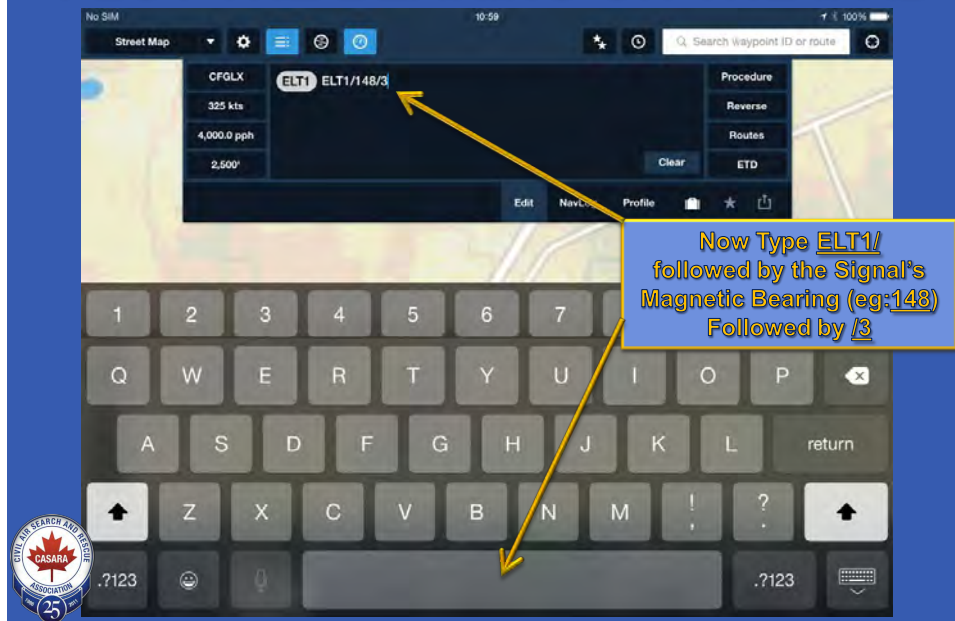 No SIM 10:59 100%
Street Map Search waypoint ID or route
CFGLX ELT1 ELT1/148/3 Procedure
325 kts Reverse
4,000.0 pph Routes
2,500' Clear ETD
Edit NavLog Profile
Now Type ELT1/
followed by the Signal's
Magnetic Bearing (eg:148)
Followed by /3
1 2 3 4 5 6 7
Q W E R T Y U I O P
A S D F G H J K L return
Z X C V B N M ! , ? .
.?123 .?123
CIVIL AIR SEARCH AND RESCUE
CASARA
ASSOCIATION
25